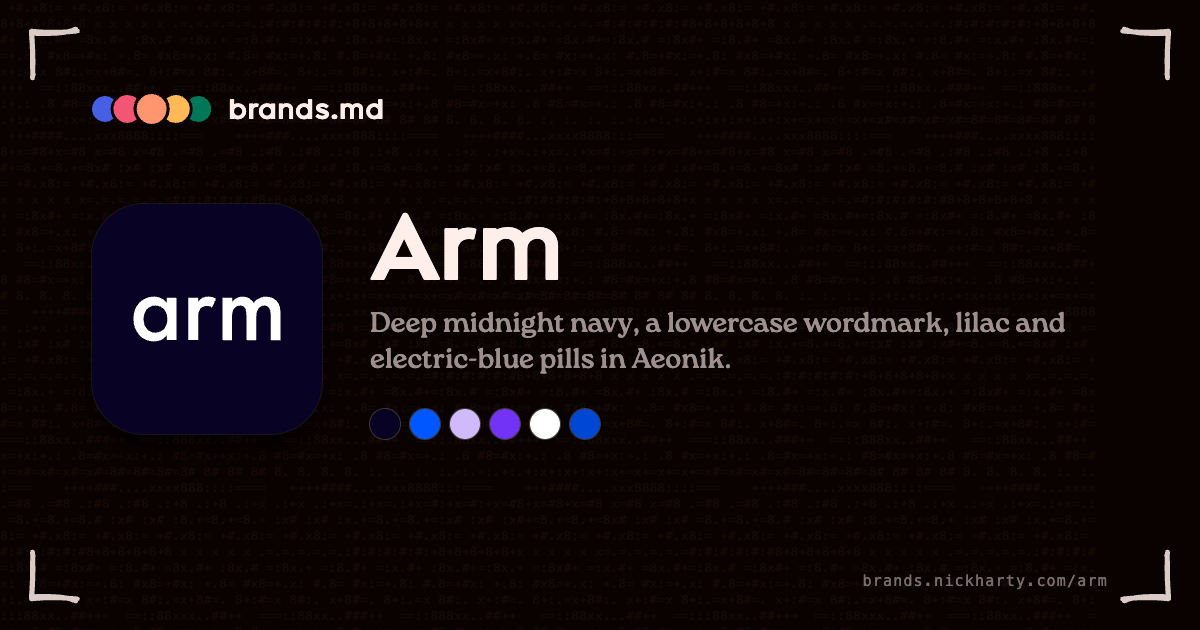 brands.md
arm
Arm
Deep midnight navy, a lowercase wordmark, lilac and
electric-blue pills in Aeonik.
brands.nickharty.com/arm